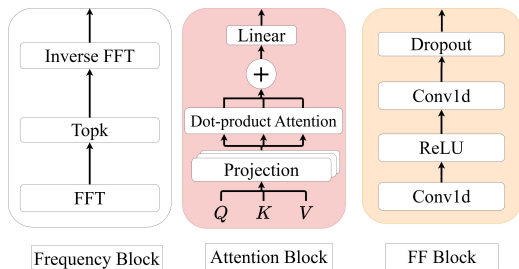 Inverse FFT
Topk
FFT
Frequency Block
Linear
+
Dot-product Attention
Projection
Q K V
Attention Block
Dropout
Conv1d
ReLU
Conv1d
FF Block